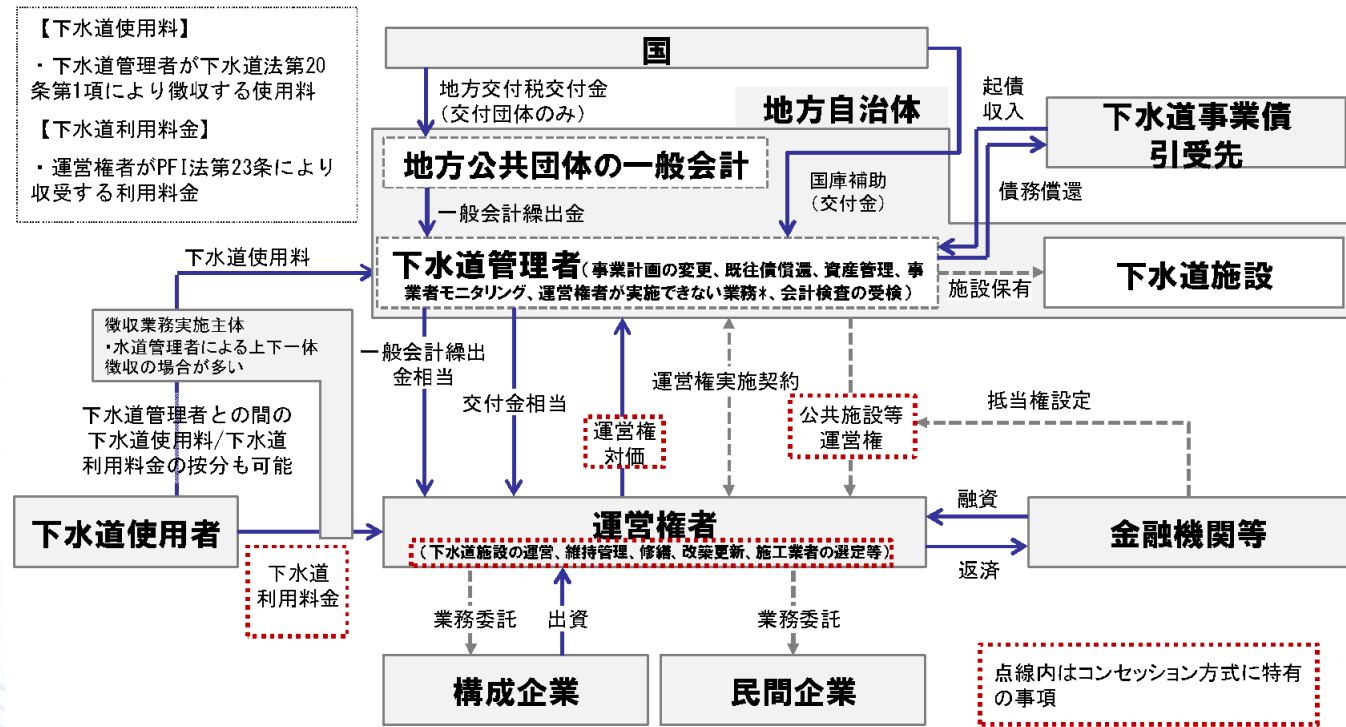 【下水道使用料】
・下水道管理者が下水道法第20
条第1項により徴収する使用料
【下水道利用料金】
・運営権者がPFI法第23条により
収受する利用料金
国
地方交付税交付金
(交付団体のみ)
地方自治体
起債
収入
下水道事業債
引受先
地方公共団体の一般会計
国庫補助
(交付金)
債務償還
一般会計繰出金
下水道使用料
下水道管理者(事業計画の変更、既往債償還、資産管理、事
業者モニタリング、運営権者が実施できない業務*、会計検査の受検)
施設保有
下水道施設
徴収業務実施主体
・水道管理者による上下一体
徴収の場合が多い
一般会計繰出
金相当
交付金相当
運営権
対価
運営権実施契約
公共施設等
運営権
抵当権設定
下水道管理者との間の
下水道使用料/下水道
利用料金の按分も可能
下水道使用者
運営権者
(下水道施設の運営、維持管理、修繕、改築更新、施工業者の選定等)
融資
返済
金融機関等
下水道
利用料金
業務委託
出資
業務委託
構成企業
民間企業
点線内はコンセッション方式に特有
の事項